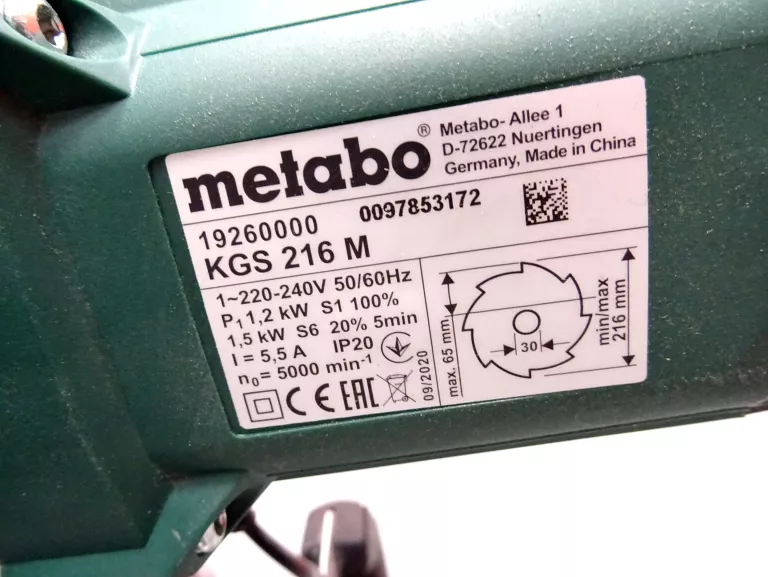 metabo®
Metabo- Allee 1
D-72622 Nuertingen
Germany, Made in China
19260000 0097853172
KGS 216 M
1~220-240V 50/60Hz
P₁ 1,2 kW S1 100%
1,5 kW S6 20% 5min
I = 5,5 A IP20
n₀= 5000 min⁻¹
09/2020
CE EAC
max. 65 mm
30
min/max
216 mm